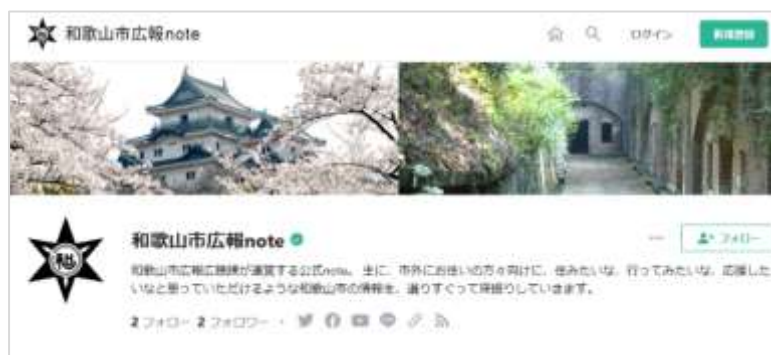 和歌山市広報note
ログイン
新規登録
和歌山市広報note
フォロー
和歌山市広報広聴課が運営する公式note。 主に、市外にお住いの方々向けに、住みたいな、行ってみたいな、応援した
いなと思っていただけるような和歌山市の情報を、選りすぐって深掘りしていきます。
2 フォロー 2 フォロワー